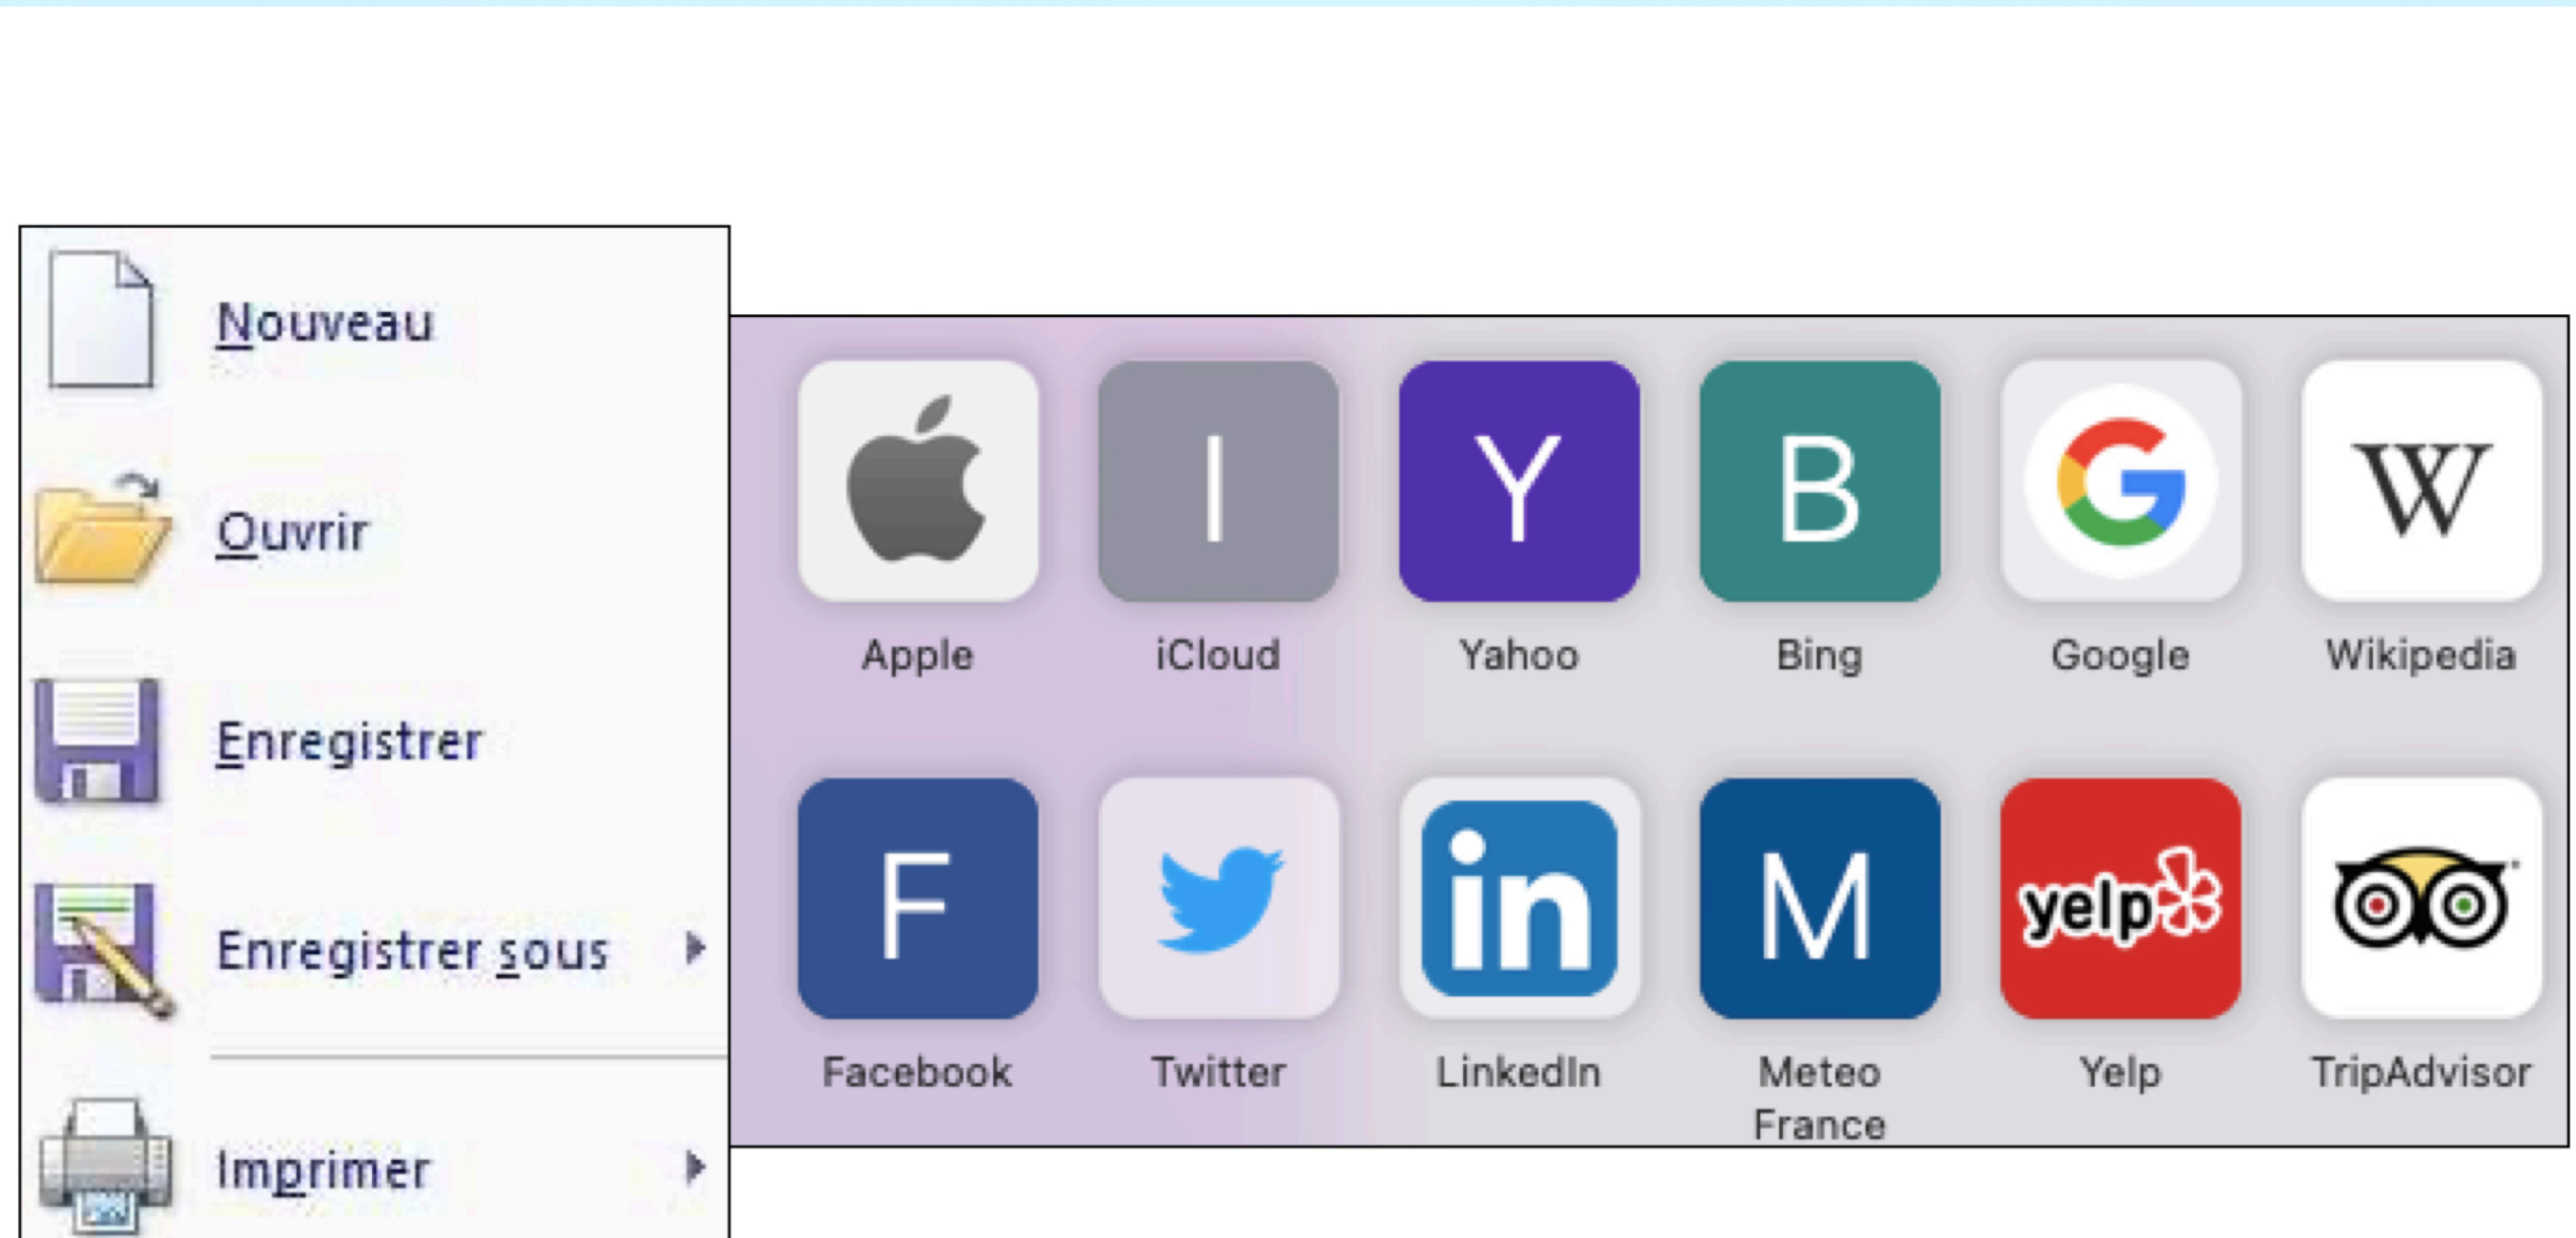 Nouveau
Ouvrir
Enregistrer
Enregistrer sous
Imprimer
I Y B G W
Apple iCloud Yahoo Bing Google Wikipedia
F in M yelp
Facebook Twitter LinkedIn Meteo France Yelp TripAdvisor